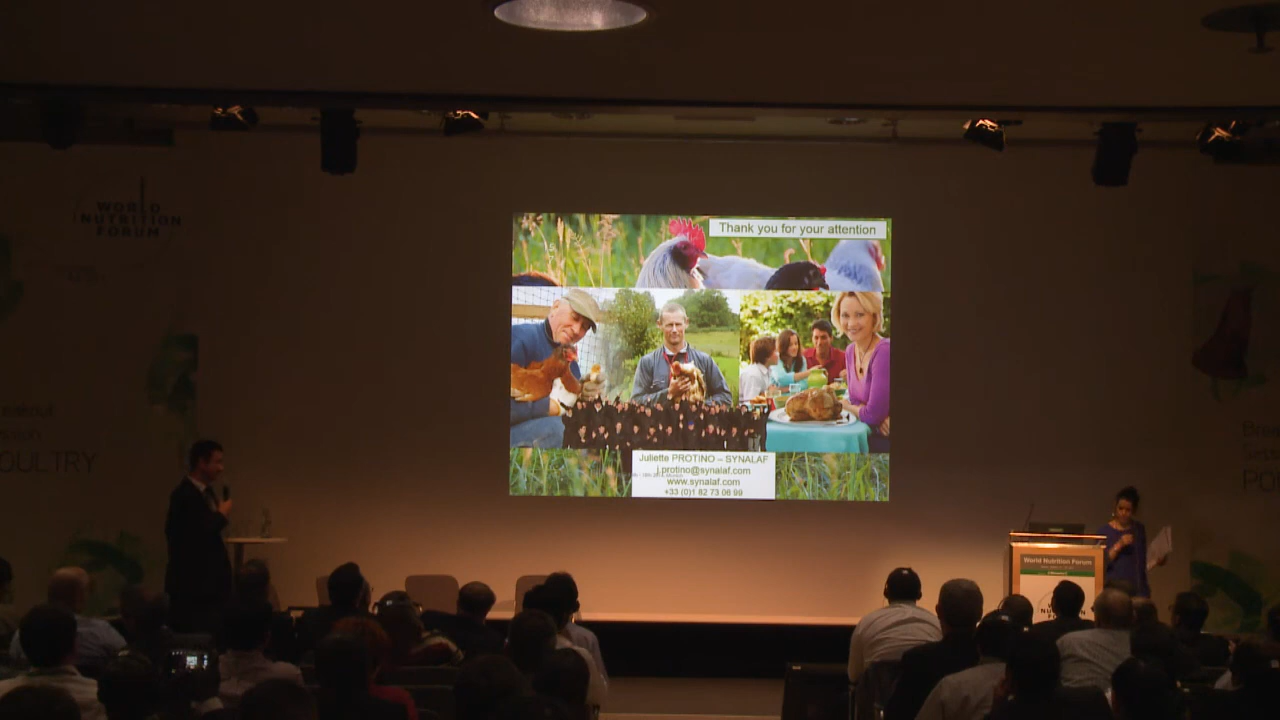 WORLD
NUTRITION
FORUM
Thank you for your attention
Juliette PROTINO – SYNALAF
j.protino@synalaf.com
www.synalaf.com
+33 (0)1 82 73 06 99
World Nutrition Forum